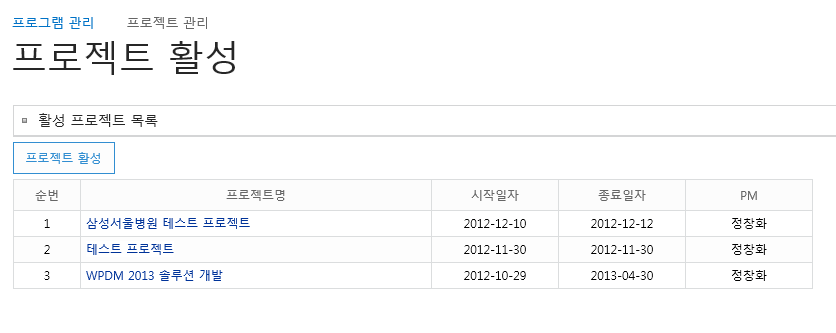 프로그램 관리 프로젝트 관리
프로젝트 활성
활성 프로젝트 목록
프로젝트 활성
순번 프로젝트명 시작일자 종료일자 PM
1 삼성서울병원 테스트 프로젝트 2012-12-10 2012-12-12 정창화
2 테스트 프로젝트 2012-11-30 2012-11-30 정창화
3 WPDM 2013 솔루션 개발 2012-10-29 2013-04-30 정창화